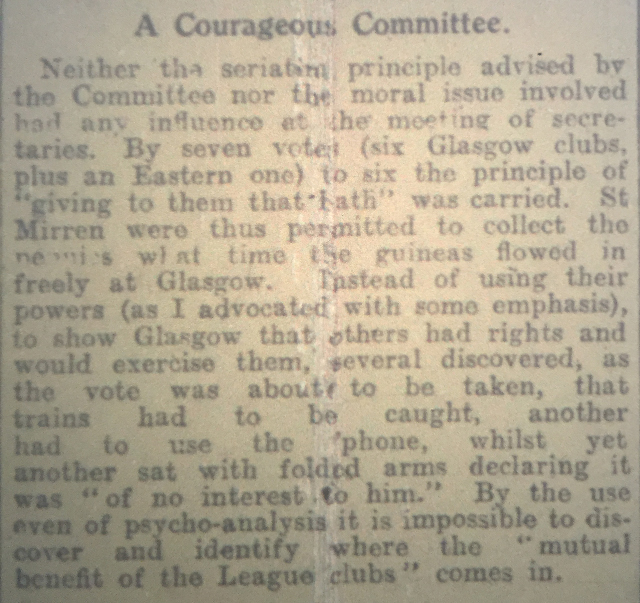 A Courageous Committee.
Neither the seriatim principle advised by
the Committee nor the moral issue involved
had any influence at the meeting of secre-
taries. By seven votes (six Glasgow clubs,
plus an Eastern one) to six the principle of
"giving to them that hath" was carried. St
Mirren were thus permitted to collect the
pennies what time the guineas flowed in
freely at Glasgow. Instead of using their
powers (as I advocated with some emphasis),
to show Glasgow that others had rights and
would exercise them, several discovered, as
the vote was about to be taken, that
trains had to be caught, another
had to use the 'phone, whilst yet
another sat with folded arms declaring it
was "of no interest to him." By the use
even of psycho-analysis it is impossible to dis-
cover and identify where the "mutual
benefit of the League clubs" comes in.